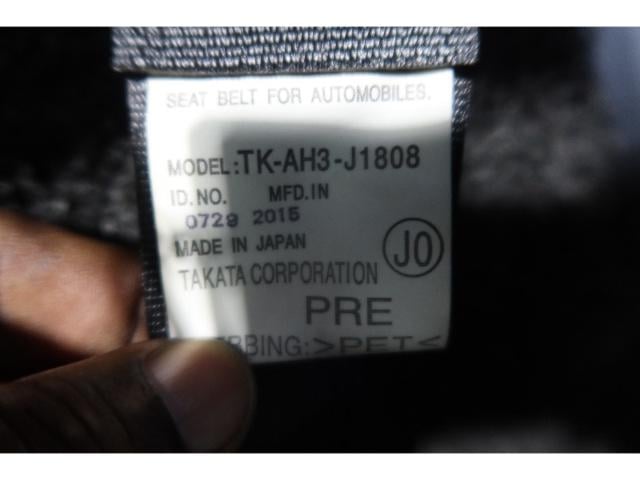 SEAT BELT FOR AUTOMOBILES.
MODEL:TK-AH3-J1808
ID.NO. MFD.IN
0729 2015
MADE IN JAPAN
JO
TAKATA CORPORATION
PRE
>PET<